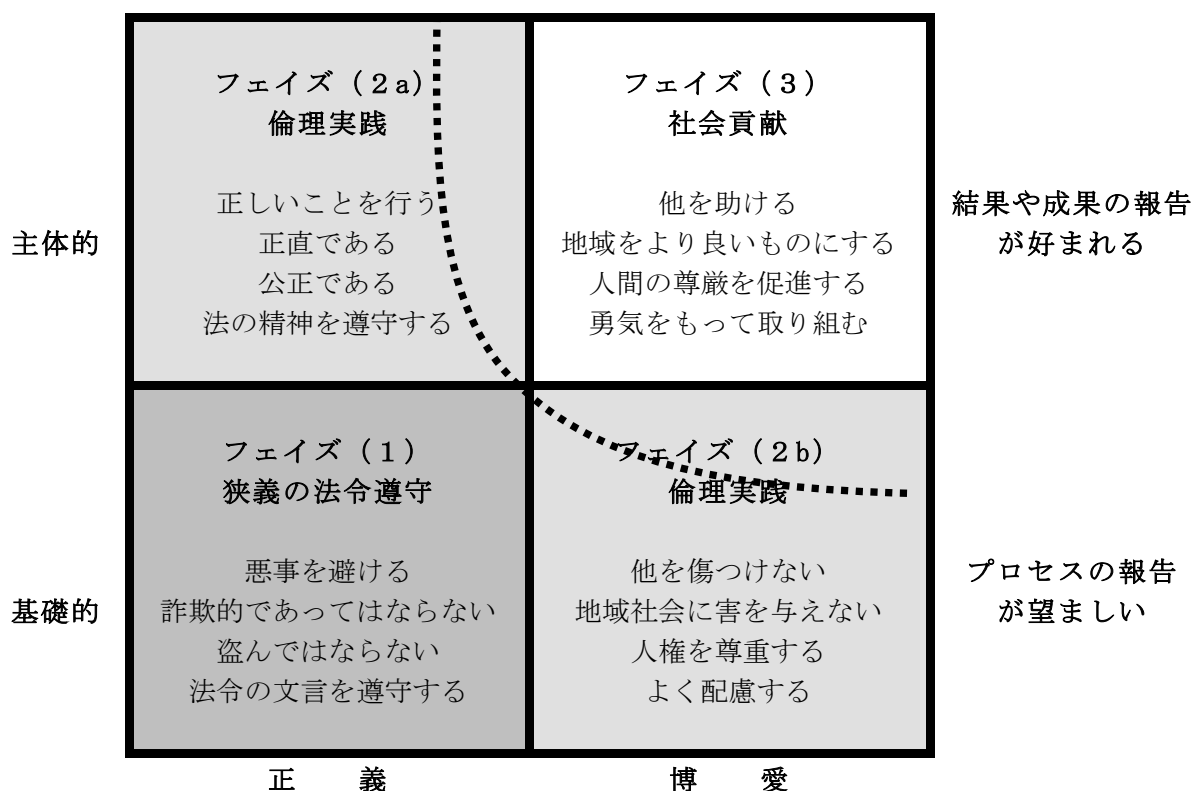 フェイズ（２a）
倫理実践
正しいことを行う
正直である
公正である
法の精神を遵守する
フェイズ（３）
社会貢献
他を助ける
地域をより良いものにする
人間の尊厳を促進する
勇気をもって取り組む
主体的
結果や成果の報告
が好まれる
フェイズ（１）
狭義の法令遵守
悪事を避ける
詐欺的であってはならない
盗んではならない
法令の文言を遵守する
フェイズ（２b）
倫理実践
他を傷つけない
地域社会に害を与えない
人権を尊重する
よく配慮する
基礎的
プロセスの報告
が望ましい
正　　義
博　　愛